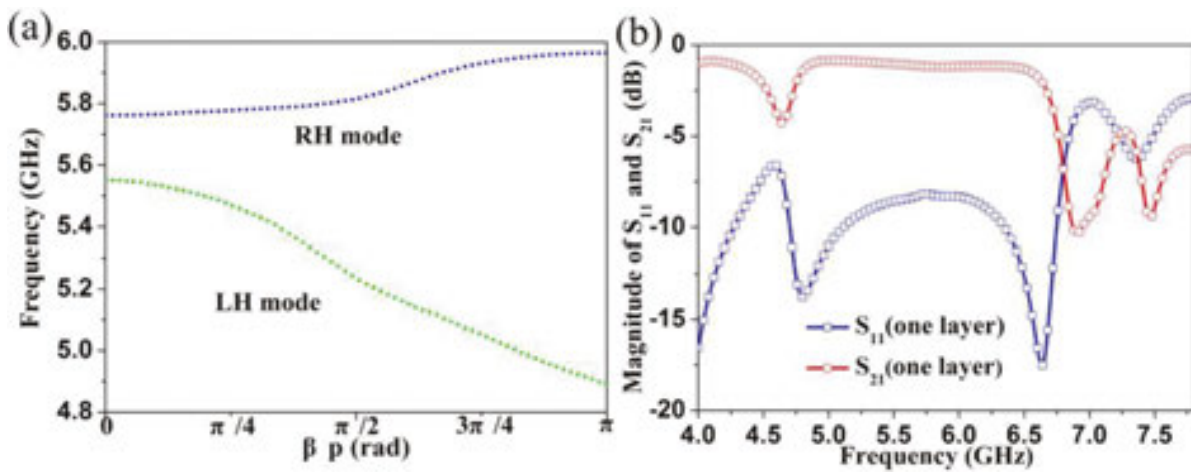 (a)
Frequency (GHz)
6.0
5.8
5.6
5.4
5.2
5.0
4.8
RH mode
LH mode
0
π/4
π/2
3π/4
π
β p (rad)
(b)
Magnitude of S11 and S21 (dB)
0
-5
-10
-15
-20
S11(one layer)
S21(one layer)
4.0
4.5
5.0
5.5
6.0
6.5
7.0
7.5
Frequency (GHz)